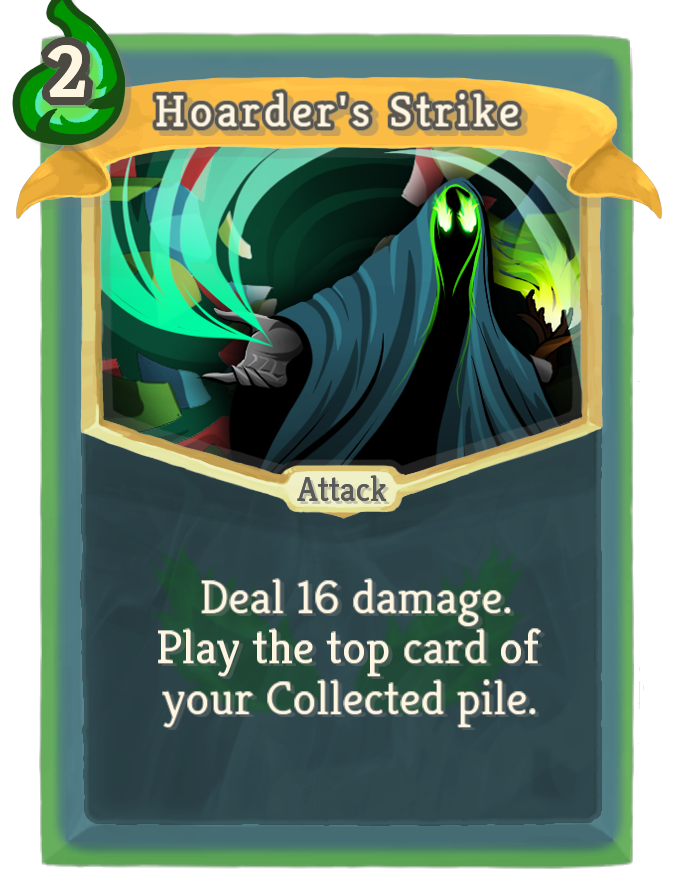 2
Hoarder's Strike
Attack
Deal 16 damage.
Play the top card of
your Collected pile.